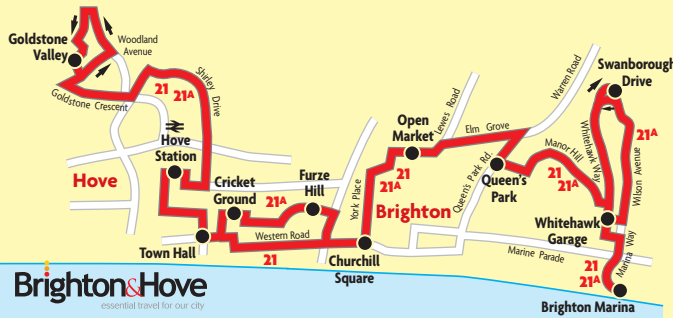 Goldstone
Valley
Woodland
Avenue
Goldstone Crescent
21
21A
Shirley Drive
Hove
Station
Hove
Cricket
Ground
21A
Furze
Hill
Western Road
21
Town Hall
Churchill
Square
York Place
21
21A
Open
Market
Lewes Road
Elm Grove
Brighton
Queen's Park Rd.
Queen's
Park
Warren Road
Manor Hill
21
21A
Swanborough
Drive
Whitehawk Way
21A
Wilson Avenue
Whitehawk
Garage
Marine Parade
Marina Way
21
21A
Brighton Marina
Brighton&Hove
essential travel for our city